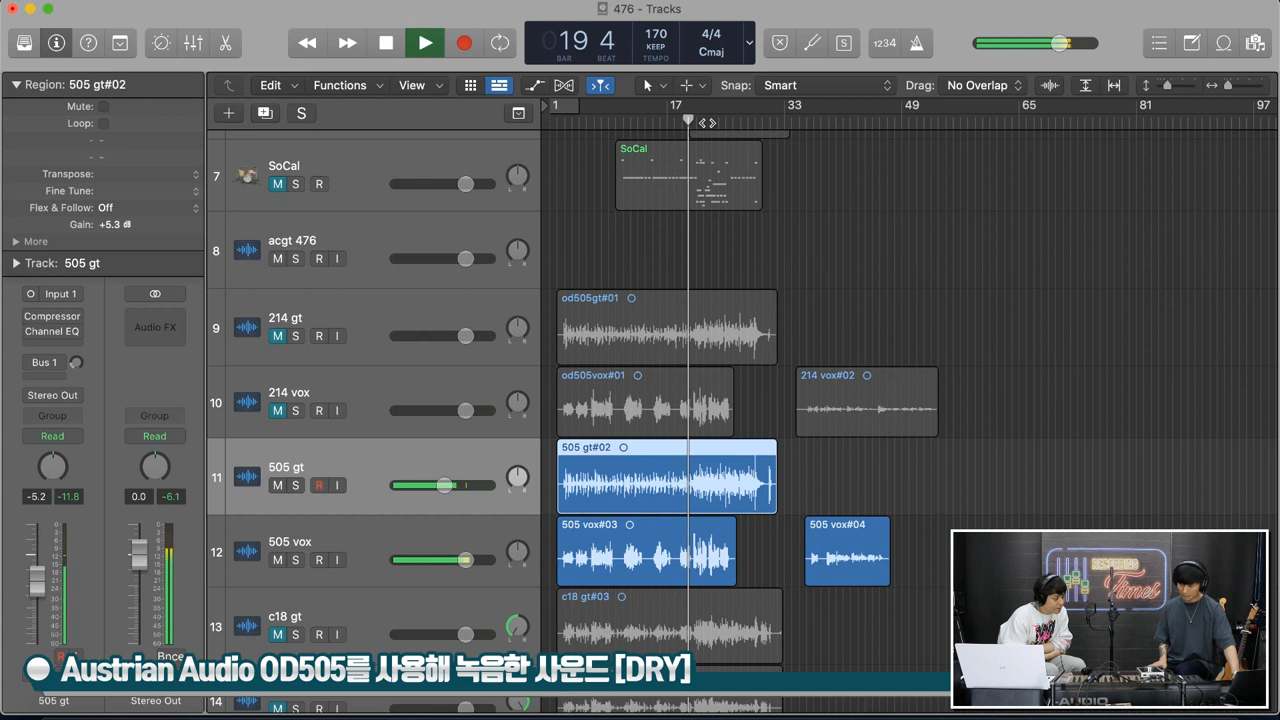 476 - Tracks
19 4
BAR BEAT
170
KEEP
TEMPO
4/4
Cmaj
1234
Region: 505 gt#02
Mute:
Loop:
Transpose:
Fine Tune:
Flex & Follow: Off
Gain: +5.3 dB
More
Track: 505 gt
Edit Functions View Snap: Smart Drag: No Overlap
S
1 17 33 49 65 81 97
7 SoCal
M S R
SoCal
8 acgt 476
M S R I
9 214 gt
M S R I
od505gt#01
10 214 vox
M S R I
od505vox#01
214 vox#02
11 505 gt
M S R I
505 gt#02
12 505 vox
M S R I
505 vox#03
505 vox#04
13 c18 gt
M S R I
c18 gt#03
14
Input 1
Compressor
Channel EQ
Audio FX
Bus 1
Stereo Out
Group Group
Read Read
-5.2 -11.8 0.0 -6.1
Bnce
505 gt Stereo Out
Austrian Audio OD505를 사용해 녹음한 사운드 [DRY]
Times
AUDIO